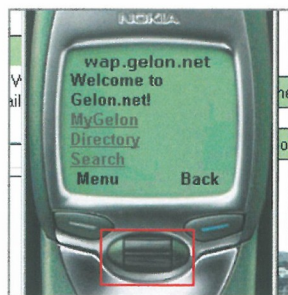 NOKIA
wap.gelon.net
Welcome to
Gelon.net!
MyGelon
Directory
Search
Menu Back